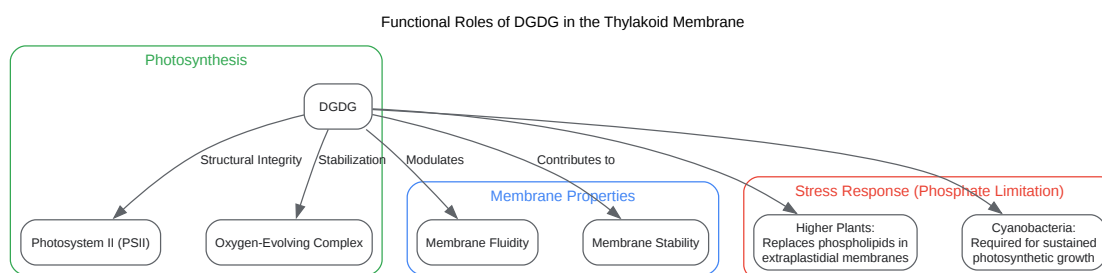 Functional Roles of DGDG in the Thylakoid Membrane
Photosynthesis
DGDG
Structural Integrity
Stabilization
Modulates
Contributes to
Membrane Properties
Stress Response (Phosphate Limitation)
Photosystem II (PSII)
Oxygen-Evolving Complex
Membrane Fluidity
Membrane Stability
Higher Plants:
Replaces phospholipids in
extraplastidial membranes
Cyanobacteria:
Required for sustained
photosynthetic growth